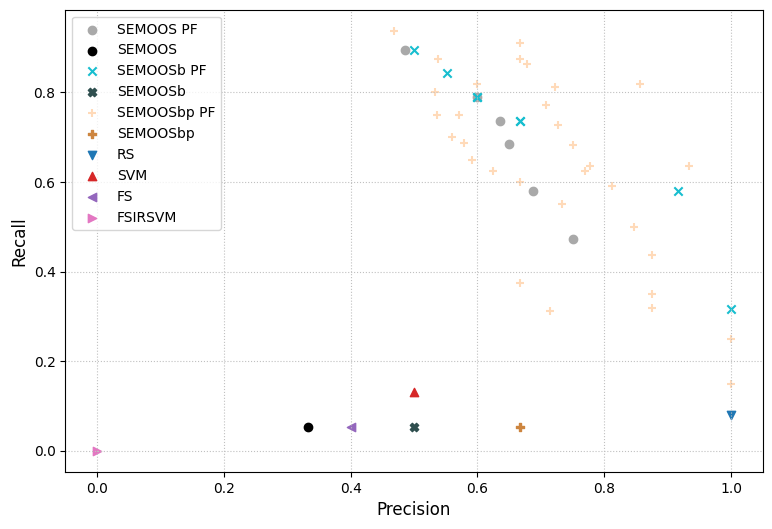 SEMOOS PF
SEMOOS
SEMOOSb PF
SEMOOSb
SEMOOSbp PF
SEMOOSbp
RS
SVM
FS
FSIRSVM
0.8
0.6
0.4
0.2
0.0
Recall
0.0 0.2 0.4 0.6 0.8 1.0
Precision